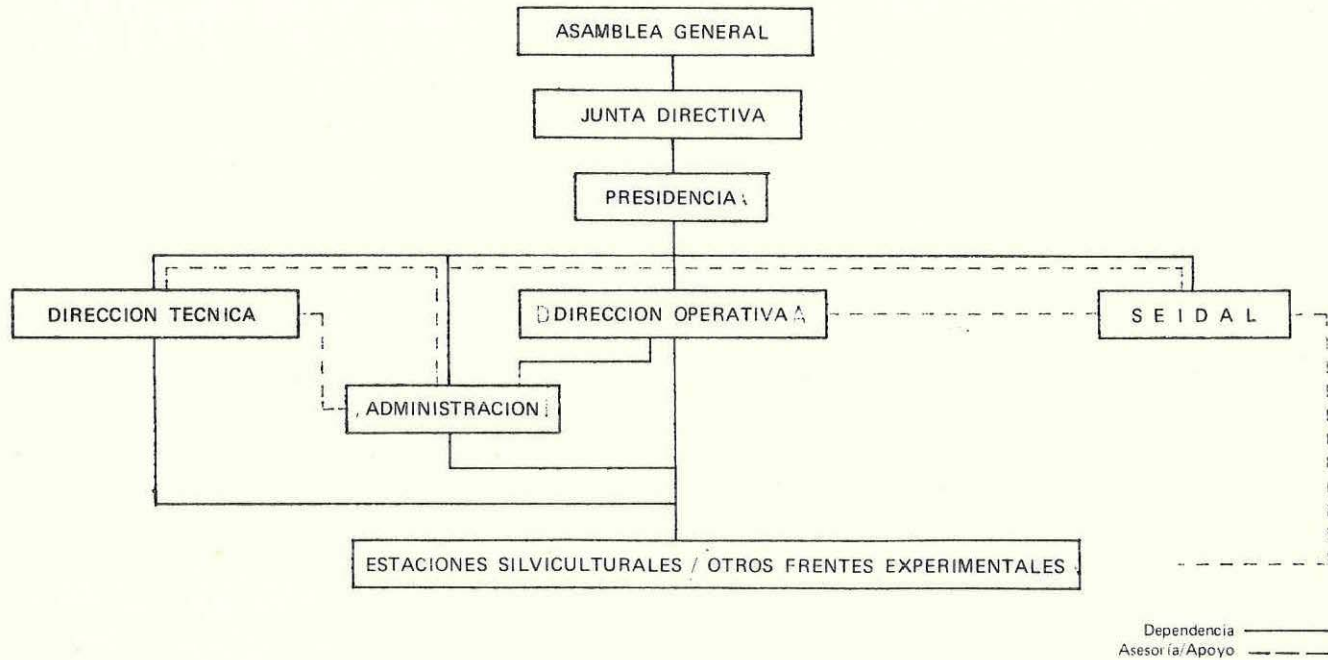 ASAMBLEA GENERAL
JUNTA DIRECTIVA
PRESIDENCIA
DIRECCION TECNICA
DIRECCION OPERATIVA
SEIDAL
ADMINISTRACION
ESTACIONES SILVICULTURALES / OTROS FRENTES EXPERIMENTALES
Dependencia
Asesoría/Apoyo